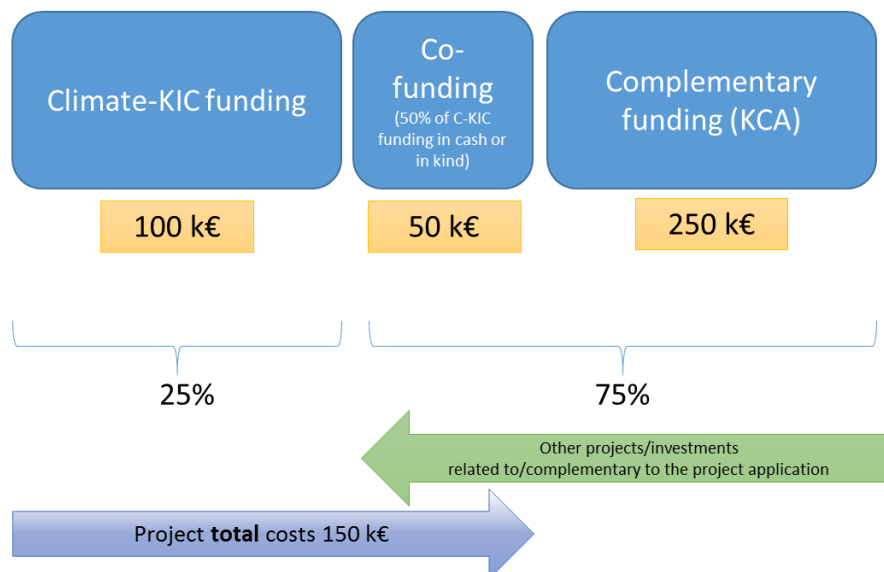 Climate-KIC funding
Co-
funding
(50% of C-KIC
funding in cash or
in kind)
Complementary
funding (KCA)
100 k€
50 k€
250 k€
25%
75%
Other projects/investments
related to/complementary to the project application
Project total costs 150 k€